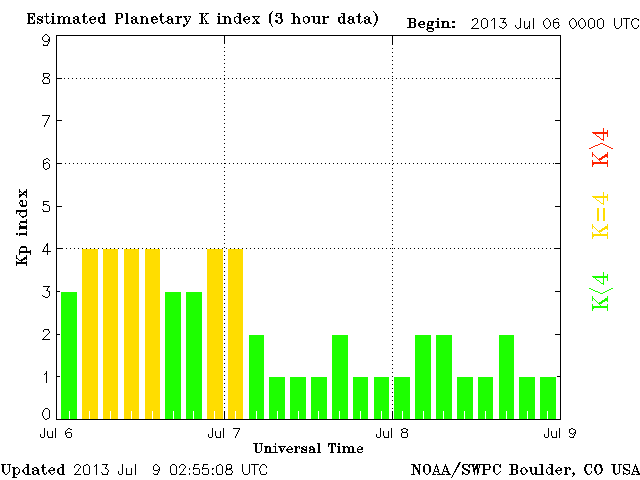 Estimated Planetary K index (3 hour data)
Begin: 2013 Jul 06 0000 UTC
9
8
7
6
5
4
3
2
1
0
Kp index
K>4
K=4
K<4
Jul 6
Jul 7
Jul 8
Jul 9
Universal Time
Updated 2013 Jul 9 02:55:08 UTC
NOAA/SWPC Boulder, CO USA